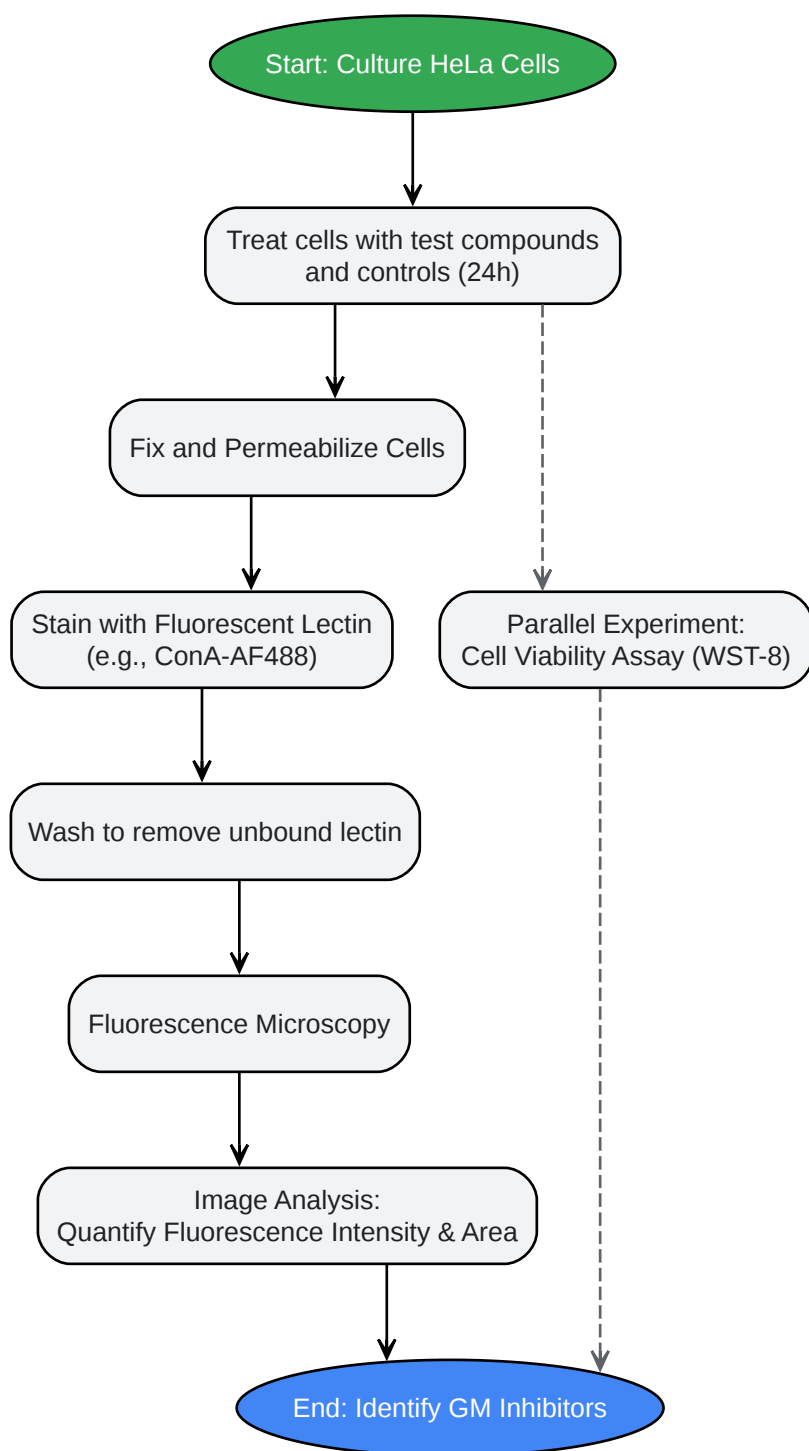 Start: Culture HeLa Cells
Treat cells with test compounds
and controls (24h)
Fix and Permeabilize Cells
Stain with Fluorescent Lectin
(e.g., ConA-AF488)
Parallel Experiment:
Cell Viability Assay (WST-8)
Wash to remove unbound lectin
Fluorescence Microscopy
Image Analysis:
Quantify Fluorescence Intensity & Area
End: Identify GM Inhibitors